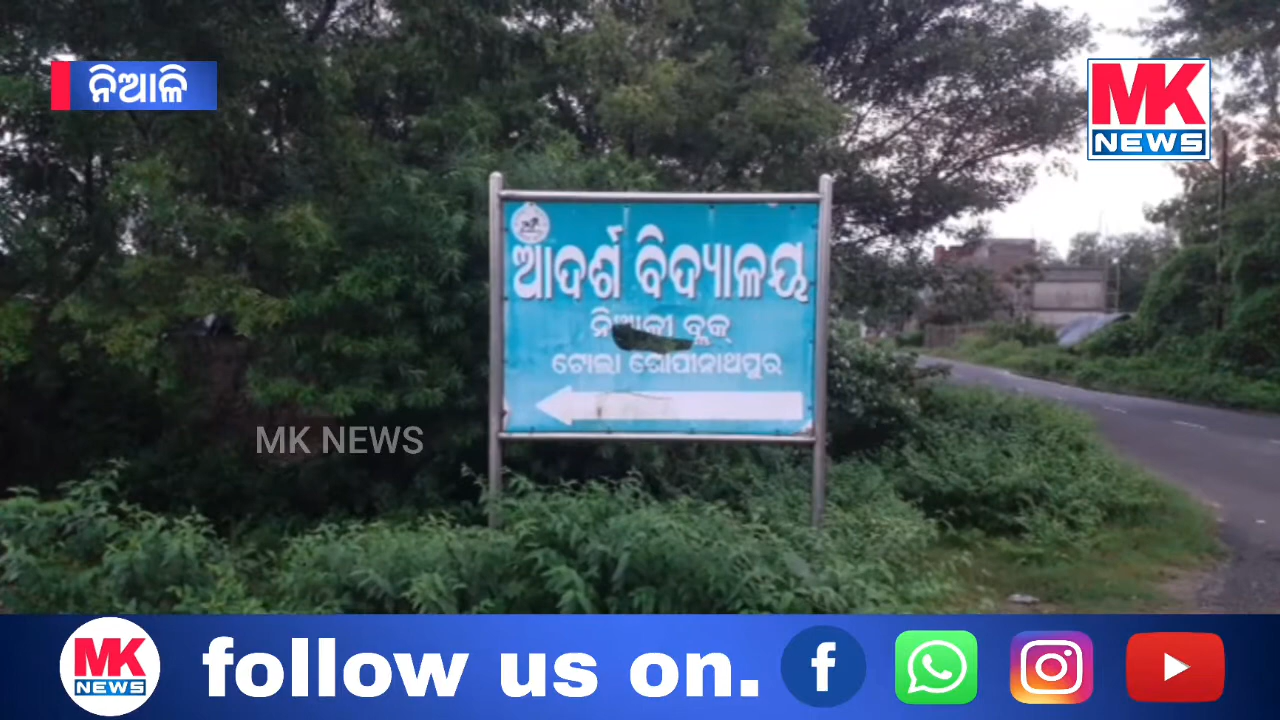 ନିଆଳି
MK
NEWS
ଆଦର୍ଶ ବିଦ୍ୟାଳୟ
ବ୍ଲକ୍
ଟୋଲା ଗୋପୀନାଥପୁର
MK NEWS
MK
NEWS
follow us on.